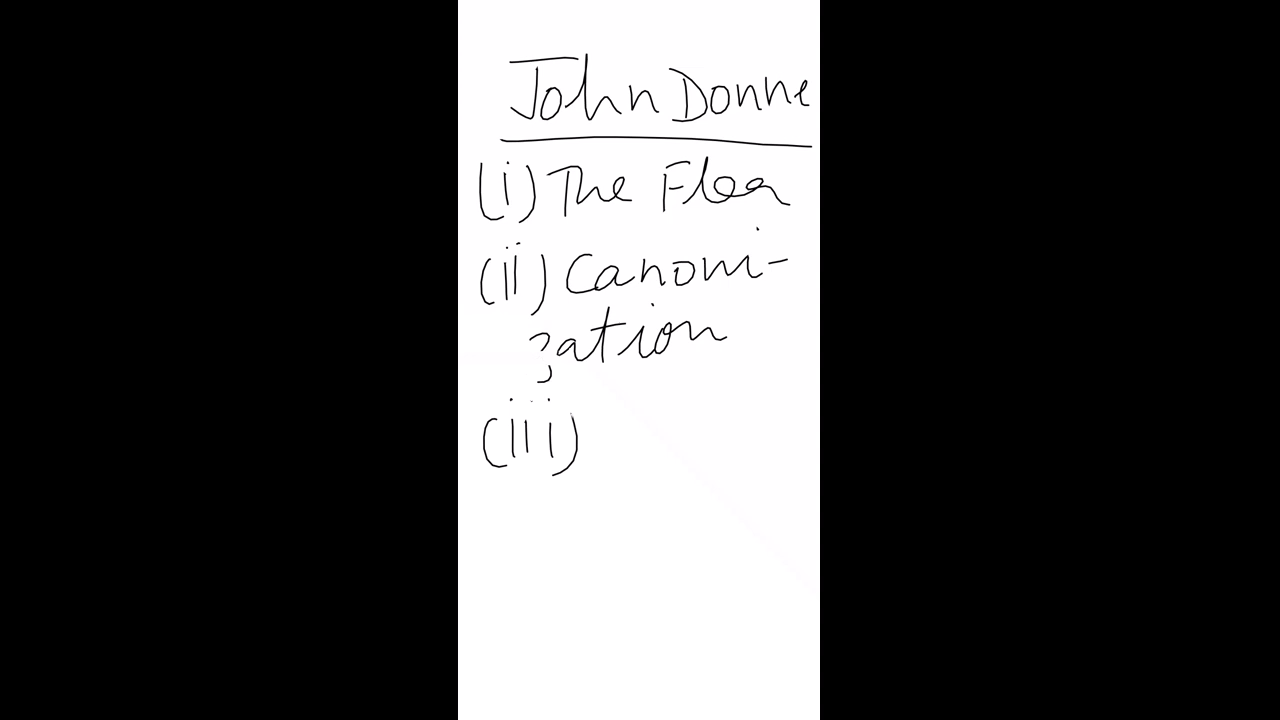 John Donne
(i) The Flea
(ii) Canoni-
zation
(iii)